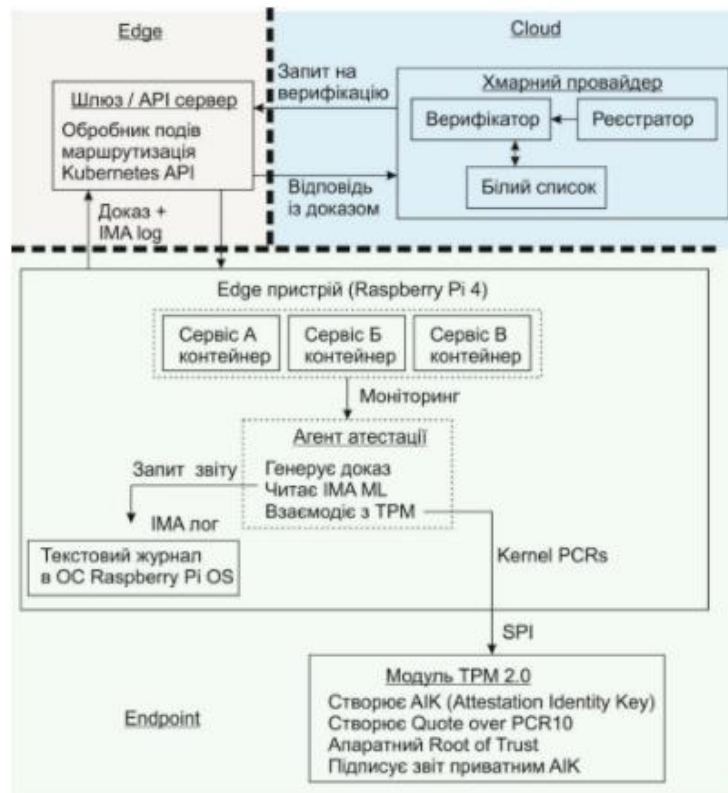 Edge
Cloud
Шлюз / API сервер
Обробник подів
маршрутизація
Kubernetes API
Запит на
верифікацію
Хмарний провайдер
Верифікатор
Реєстратор
Білий список
Відповідь
із доказом
Доказ +
IMA log
Edge пристрій (Raspberry Pi 4)
Сервіс А
контейнер
Сервіс Б
контейнер
Сервіс В
контейнер
Моніторинг
Агент атестації
Генерує доказ
Читає IMA ML
Взаємодіє з TPM
Запит звіту
IMA лог
Текстовий журнал
в ОС Raspberry Pi OS
Kernel PCRs
SPI
Модуль TPM 2.0
Створює AIK (Attestation Identity Key)
Створює Quote over PCR10
Апаратний Root of Trust
Підписує звіт приватним AIK
Endpoint